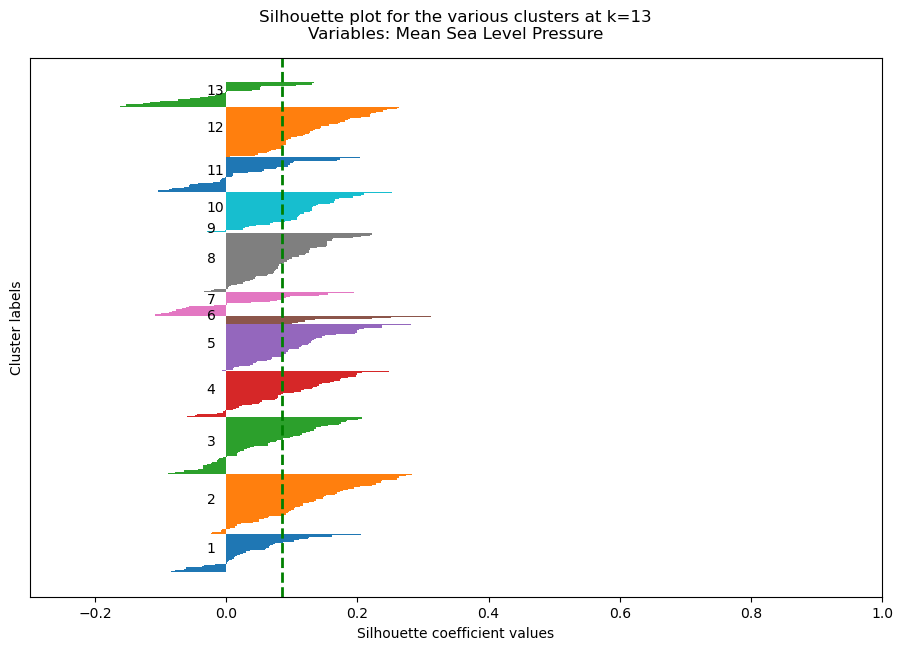 Silhouette plot for the various clusters at k=13
Variables: Mean Sea Level Pressure
Cluster labels
13
12
11
10
9
8
7
6
5
4
3
2
1
−0.2 0.0 0.2 0.4 0.6 0.8 1.0
Silhouette coefficient values